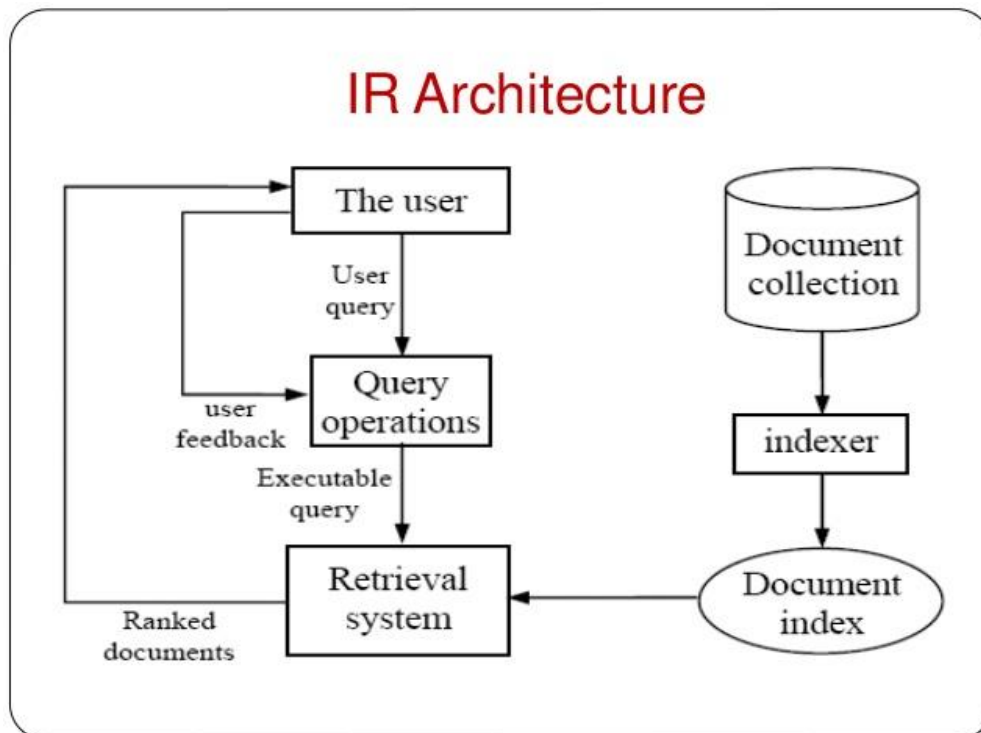 IR Architecture
The user
Document
collection
User
query
Query
operations
user
feedback
indexer
Executable
query
Retrieval
system
Document
index
Ranked
documents